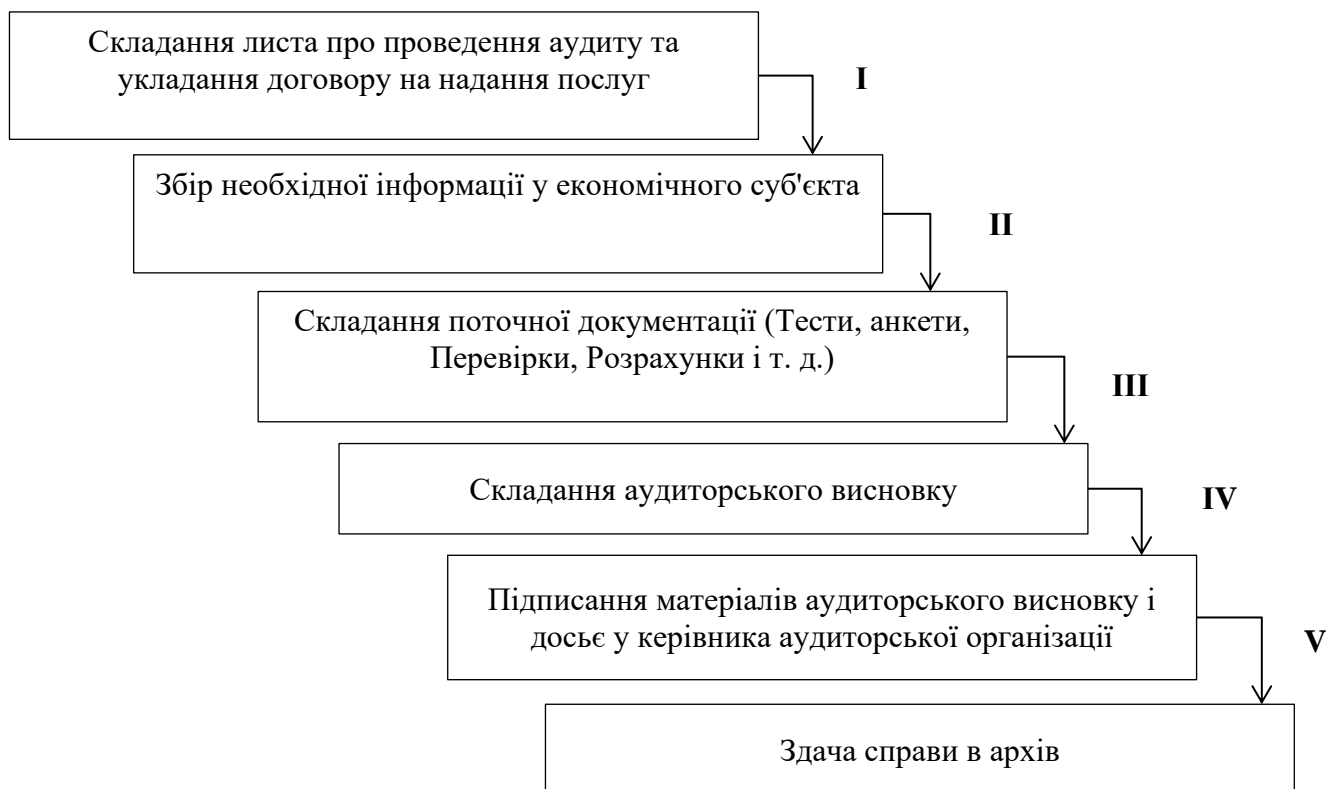 Складання листа про проведення аудиту та
укладання договору на надання послуг
I
Збір необхідної інформації у економічного суб'єкта
II
Складання поточної документації (Тести, анкети,
Перевірки, Розрахунки і т. д.)
III
Складання аудиторського висновку
IV
Підписання матеріалів аудиторського висновку і
досьє у керівника аудиторської організації
V
Здача справи в архів